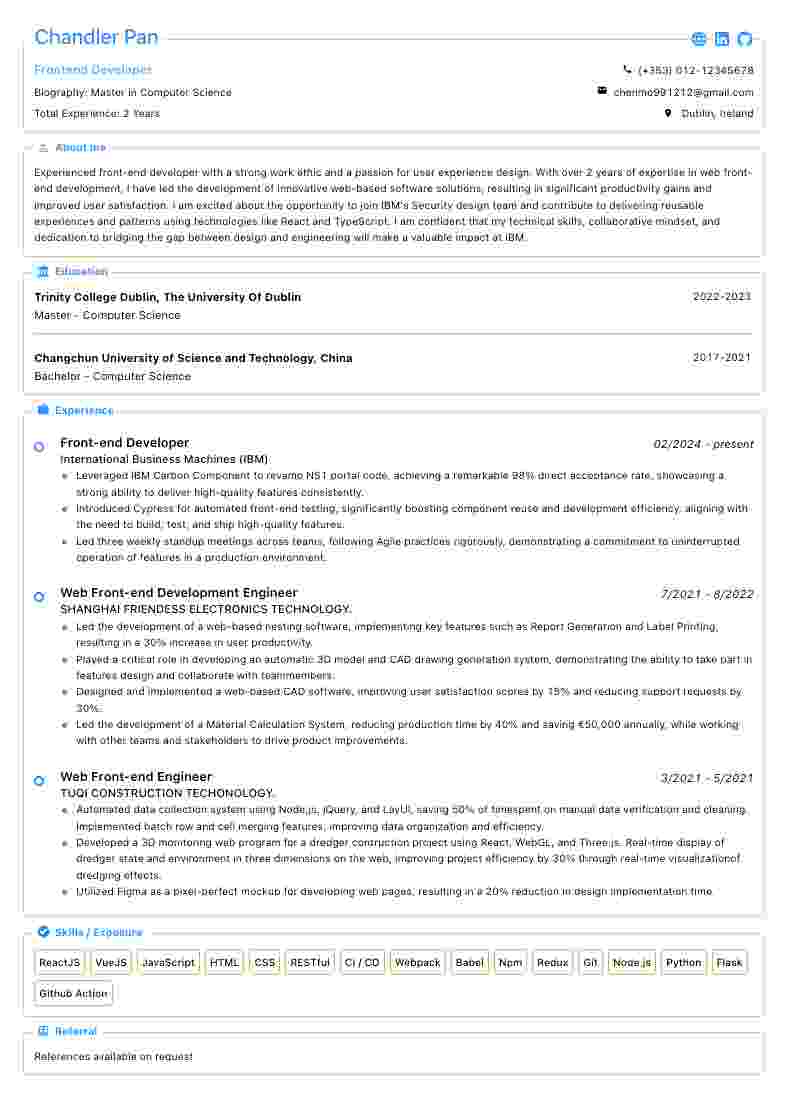 Chandler Pan
Frontend Developer
(+353) 012-12345678
Biography: Master in Computer Science
chenmo991212@gmail.com
Total Experience: 2 Years
Dublin, Ireland
About me
Experienced front-end developer with a strong work ethic and a passion for user experience design. With over 2 years of expertise in web front-
end development, I have led the development of innovative web-based software solutions, resulting in significant productivity gains and
improved user satisfaction. I am excited about the opportunity to join IBM's Security design team and contribute to delivering reusable
experiences and patterns using technologies like React and TypeScript. I am confident that my technical skills, collaborative mindset, and
dedication to bridging the gap between design and engineering will make a valuable impact at IBM.
Education
Trinity College Dublin, The University Of Dublin
2022-2023
Master - Computer Science
Changchun University of Science and Technology, China
2017-2021
Bachelor - Computer Science
Experience
Front-end Developer
02/2024 - present
International Business Machines (IBM)
Leveraged IBM Carbon Component to revamp NS1 portal code, achieving a remarkable 98% direct acceptance rate, showcasing a
strong ability to deliver high-quality features consistently.
Introduced Cypress for automated front-end testing, significantly boosting component reuse and development efficiency, aligning with
the need to build, test, and ship high-quality features.
Led three weekly standup meetings across teams, following Agile practices rigorously, demonstrating a commitment to uninterrupted
operation of features in a production environment.
Web Front-end Development Engineer
7/2021 - 8/2022
SHANGHAI FRIENDESS ELECTRONICS TECHNOLOGY.
Led the development of a web-based nesting software, implementing key features such as Report Generation and Label Printing,
resulting in a 30% increase in user productivity.
Played a critical role in developing an automatic 3D model and CAD drawing generation system, demonstrating the ability to take part in
features design and collaborate with teammembers.
Designed and implemented a web-based CAD software, improving user satisfaction scores by 15% and reducing support requests by
30%.
Led the development of a Material Calculation System, reducing production time by 40% and saving €50,000 annually, while working
with other teams and stakeholders to drive product improvements.
Web Front-end Engineer
3/2021 - 5/2021
TUQI CONSTRUCTION TECHONOLOGY.
Automated data collection system using Node.js, jQuery, and LayUI, saving 50% of timespent on manual data verification and cleaning.
Implemented batch row and cell merging features, improving data organization and efficiency.
Developed a 3D monitoring web program for a dredger construction project using React, WebGL, and Three.js. Real-time display of
dredger state and environment in three dimensions on the web, improving project efficiency by 30% through real-time visualizationof
dredging effects.
Utilized Figma as a pixel-perfect mockup for developing web pages, resulting in a 20% reduction in design implementation time.
Skills / Exposure
ReactJS VueJS JavaScript HTML CSS RESTful CI / CD Webpack Babel Npm Redux Git Node.js Python Flask
Github Action
Referral
References available on request